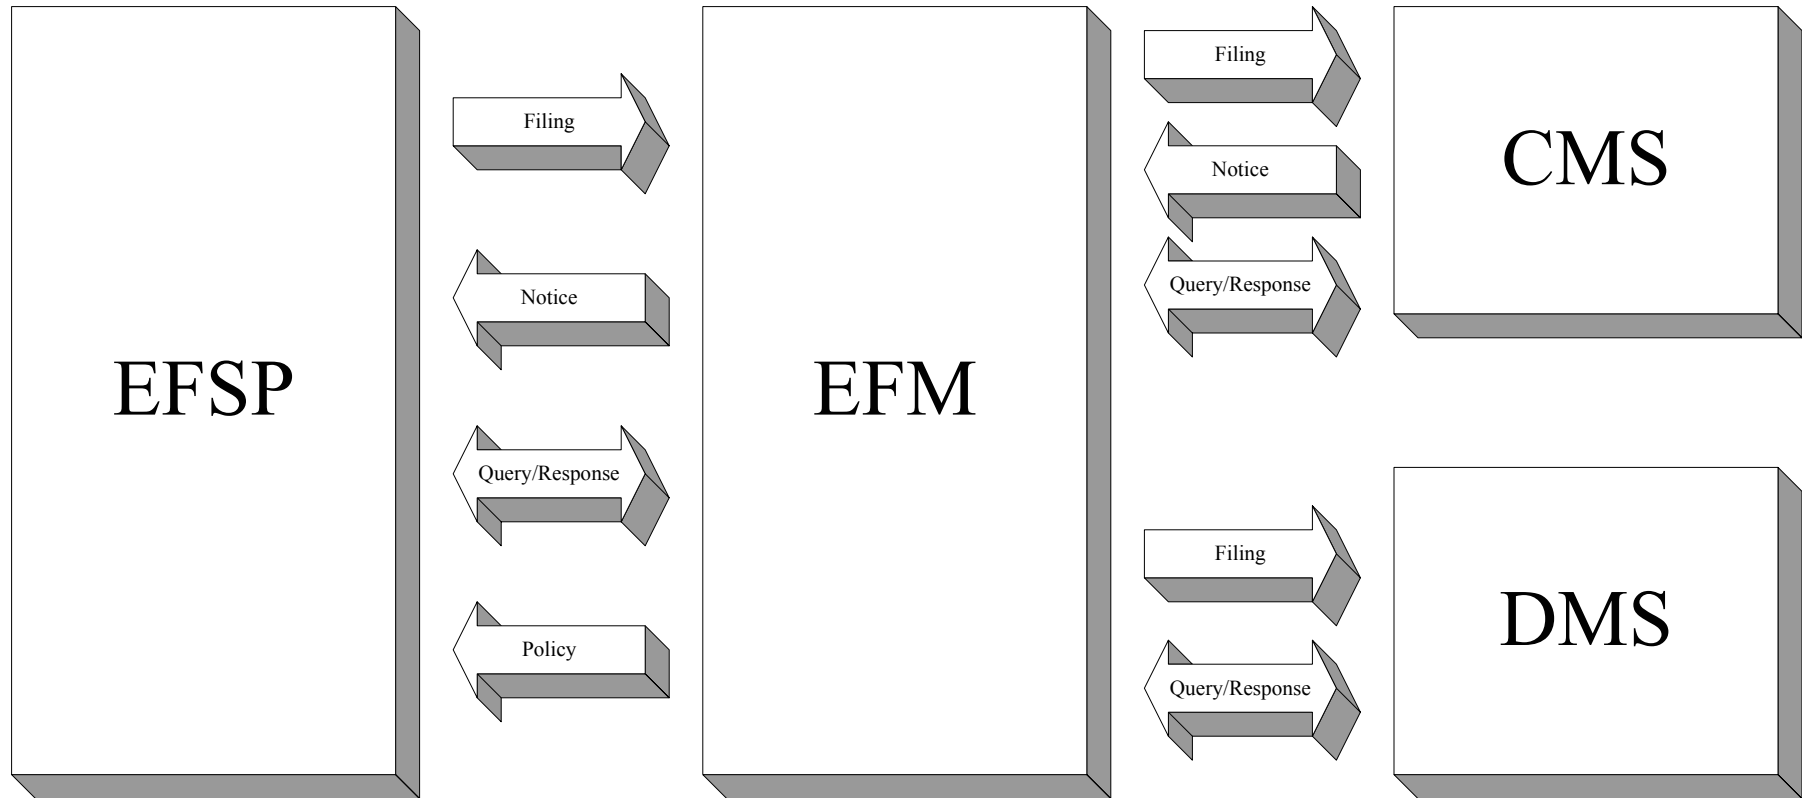 EFSP
Filing
Notice
Query/Response
Policy
EFM
Filing
Notice
Query/Response
CMS
Filing
Query/Response
DMS